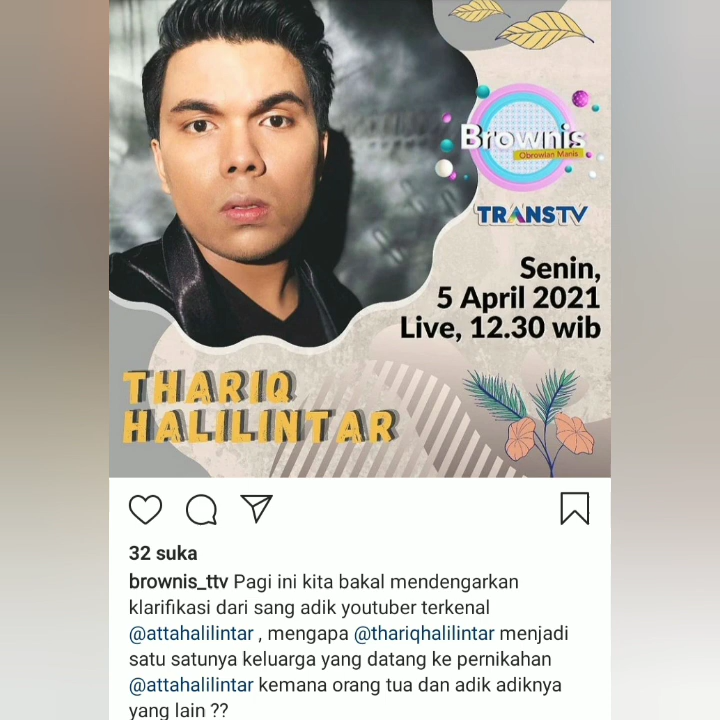 Brownis
Obrowlan Manis
TRANSTV
Senin,
5 April 2021
Live, 12.30 wib
THARIQ
HALILINTAR
32 suka
brownis_ttv Pagi ini kita bakal mendengarkan
klarifikasi dari sang adik youtuber terkenal
@attahalilintar , mengapa @thariqhalilintar menjadi
satu satunya keluarga yang datang ke pernikahan
@attahalilintar kemana orang tua dan adik adiknya
yang lain ??